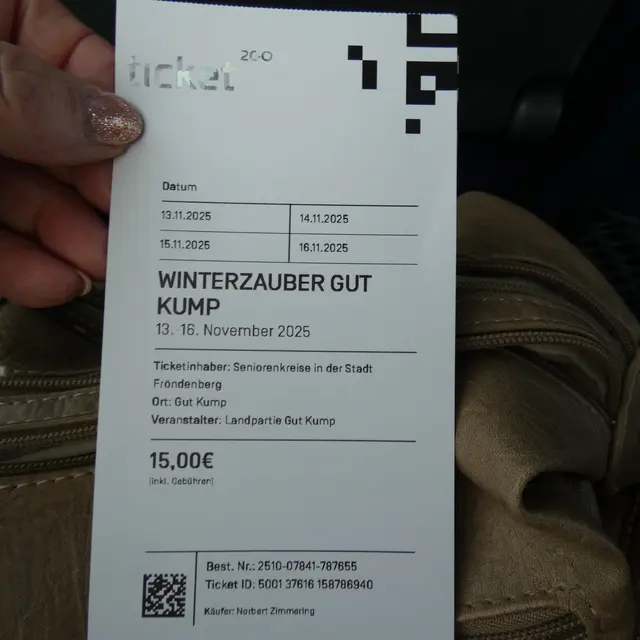 ticket 2GO
Datum
13.11.2025 14.11.2025
15.11.2025 16.11.2025
WINTERZAUBER GUT
KUMP
13. 16. November 2025
Ticketinhaber: Seniorenkreise in der Stadt
Fröndenberg
Ort: Gut Kump
Veranstalter: Landpartie Gut Kump
15,00€
(inkl. Gebühren)
Best. Nr.: 2510-07841-787655
Ticket ID: 5001 37616 158786940
Käufer: Norbert Zimmering